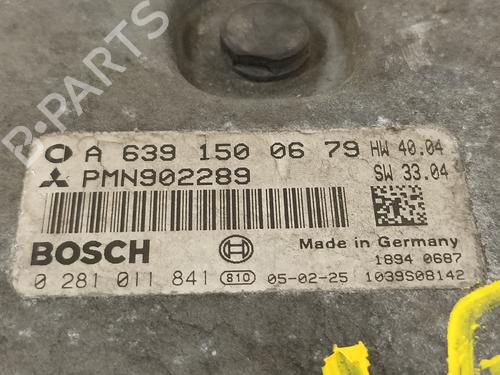 A 639 150 06 79 HW 40.04
PMN902289 SW 33.04
BOSCH Made in Germany
1894 0687
0 281 011 841 810 05-02-25 1039S08142
B-PARTS